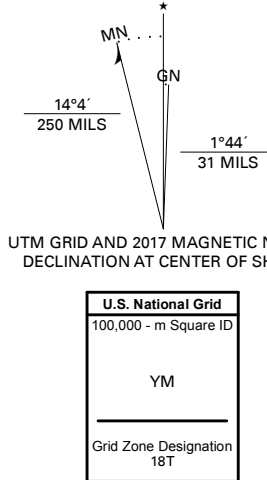 ★
MN
GN
14°4´
250 MILS
1°44´
31 MILS
UTM GRID AND 2017 MAGNETIC
DECLINATION AT CENTER OF
U.S. National Grid
100,000 - m Square ID
YM
Grid Zone Designation
18T